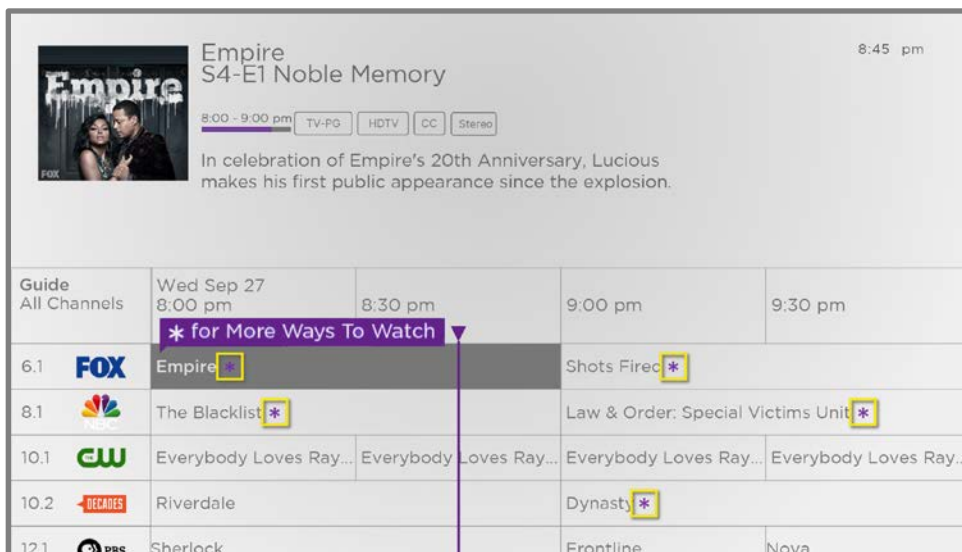 Empire
S4-E1 Noble Memory
8:45 pm
8:00 - 9:00 pm TV-PG HDTV CC Stereo
In celebration of Empire's 20th Anniversary, Lucious
makes his first public appearance since the explosion.
Empire
FOX
Guide
All Channels
Wed Sep 27
8:00 pm 8:30 pm 9:00 pm 9:30 pm
* for More Ways To Watch
6.1 FOX Empire * Shots Fired *
8.1 NBC The Blacklist * Law & Order: Special Victims Unit *
10.1 THE CW Everybody Loves Ray... Everybody Loves Ray... Everybody Loves Ray... Everybody Loves Ray...
10.2 DECADES Riverdale Dynasty *
12.1 PBS Sherlock Frontline Nova